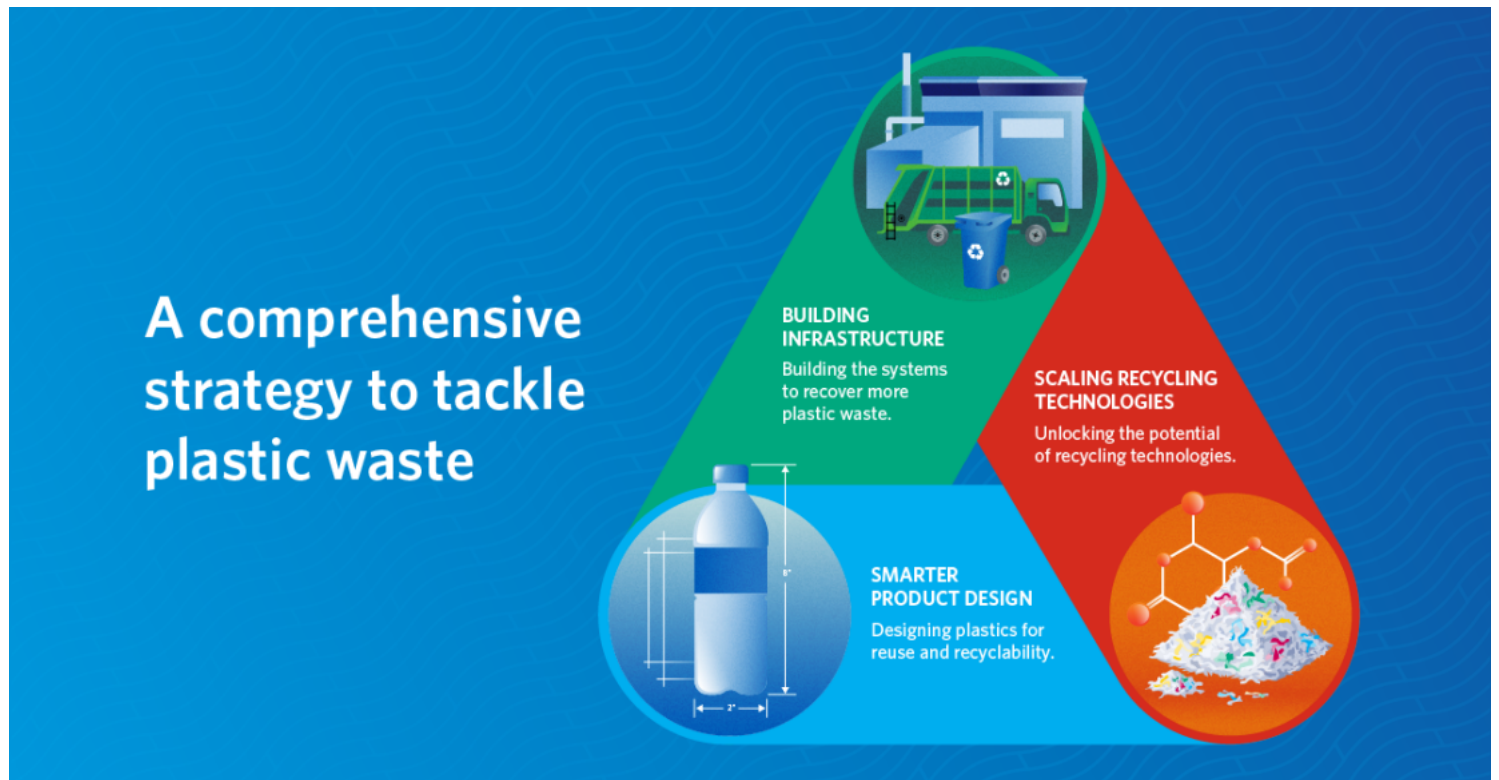 A comprehensive
strategy to tackle
plastic waste
BUILDING
INFRASTRUCTURE
Building the systems
to recover more
plastic waste.
SCALING RECYCLING
TECHNOLOGIES
Unlocking the potential
of recycling technologies.
SMARTER
PRODUCT DESIGN
Designing plastics for
reuse and recyclability.
8"
2"